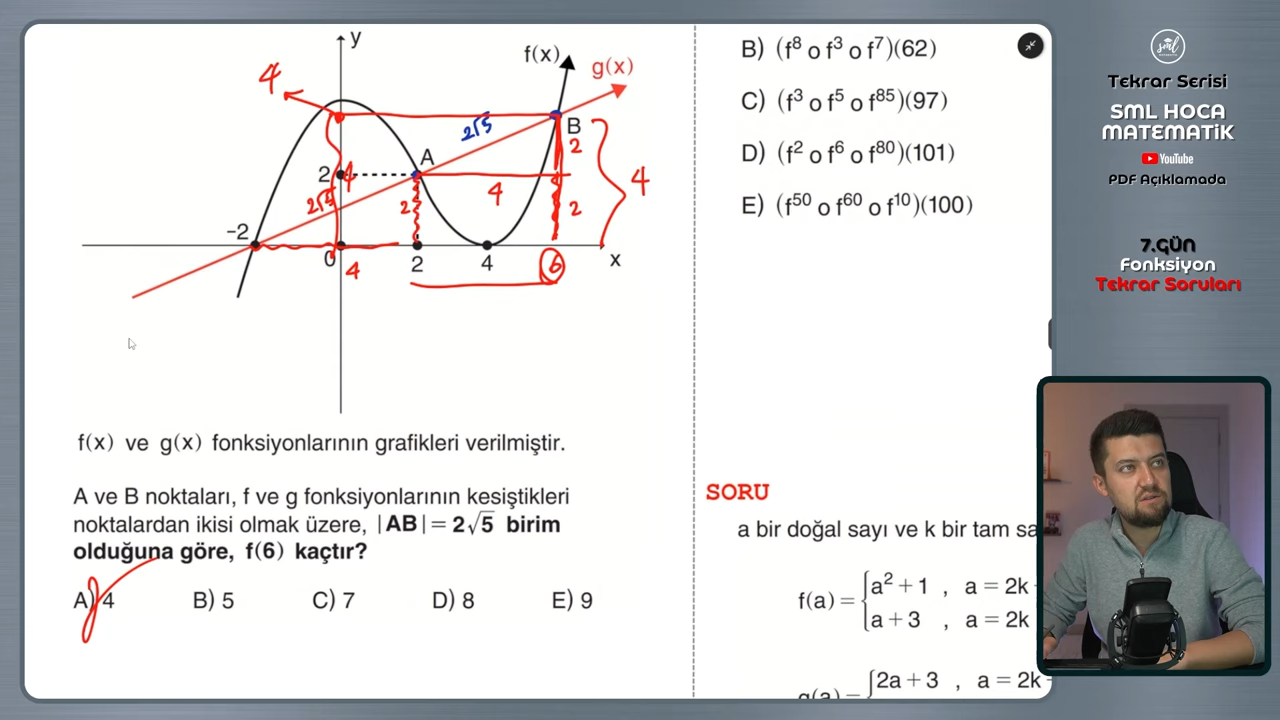 y
f(x)
g(x)
4
2√5
B
2
A
2
4
4
4
2√5
2
2
-2
0
4
2
4
6
x
f(x) ve g(x) fonksiyonlarının grafikleri verilmiştir.
A ve B noktaları, f ve g fonksiyonlarının kesiştikleri
noktalardan ikisi olmak üzere, |AB| = 2√5 birim
olduğuna göre, f(6) kaçtır?
A) 4 B) 5 C) 7 D) 8 E) 9
B) (f⁸ o f³ o f⁷)(62)
C) (f³ o f⁵ o f⁸⁵)(97)
D) (f² o f⁶ o f⁸⁰)(101)
E) (f⁵⁰ o f⁶⁰ o f¹⁰)(100)
SORU
a bir doğal sayı ve k bir tam sa
f(a) = { a² + 1 , a = 2k
a + 3 , a = 2k
g(a) = { 2a + 3 , a = 2k
sml
Tekrar Serisi
SML HOCA
MATEMATİK
YouTube
PDF Açıklamada
7.GÜN
Fonksiyon
Tekrar Soruları